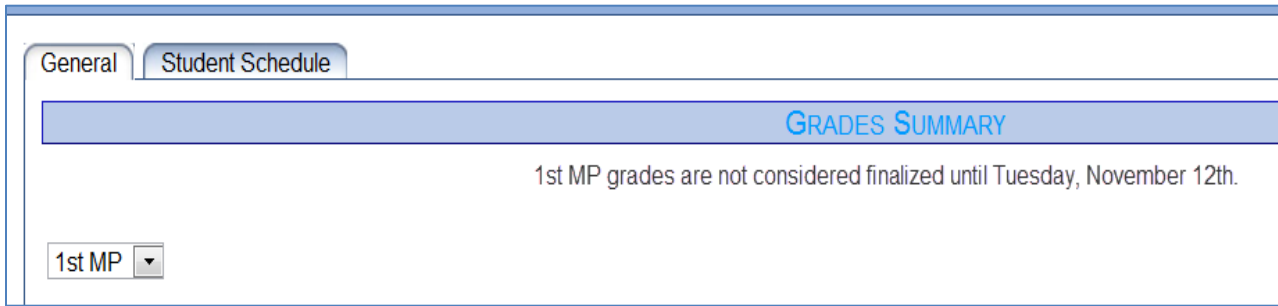 General Student Schedule
GRADES SUMMARY
1st MP grades are not considered finalized until Tuesday, November 12th.
1st MP